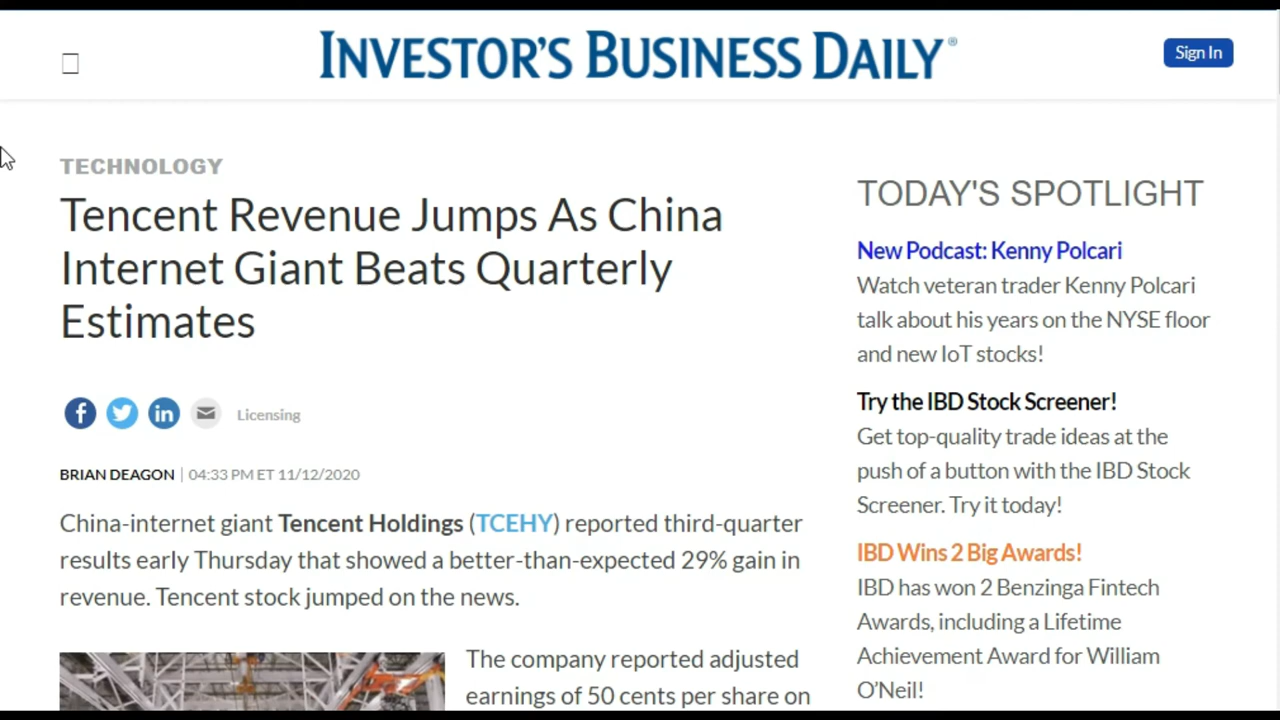 INVESTOR'S BUSINESS DAILY®
Sign In
TECHNOLOGY
Tencent Revenue Jumps As China
Internet Giant Beats Quarterly
Estimates
Licensing
BRIAN DEAGON | 04:33 PM ET 11/12/2020
China-internet giant Tencent Holdings (TCEHY) reported third-quarter
results early Thursday that showed a better-than-expected 29% gain in
revenue. Tencent stock jumped on the news.
The company reported adjusted
earnings of 50 cents per share on
TODAY'S SPOTLIGHT
New Podcast: Kenny Polcari
Watch veteran trader Kenny Polcari
talk about his years on the NYSE floor
and new IoT stocks!
Try the IBD Stock Screener!
Get top-quality trade ideas at the
push of a button with the IBD Stock
Screener. Try it today!
IBD Wins 2 Big Awards!
IBD has won 2 Benzinga Fintech
Awards, including a Lifetime
Achievement Award for William
O'Neil!